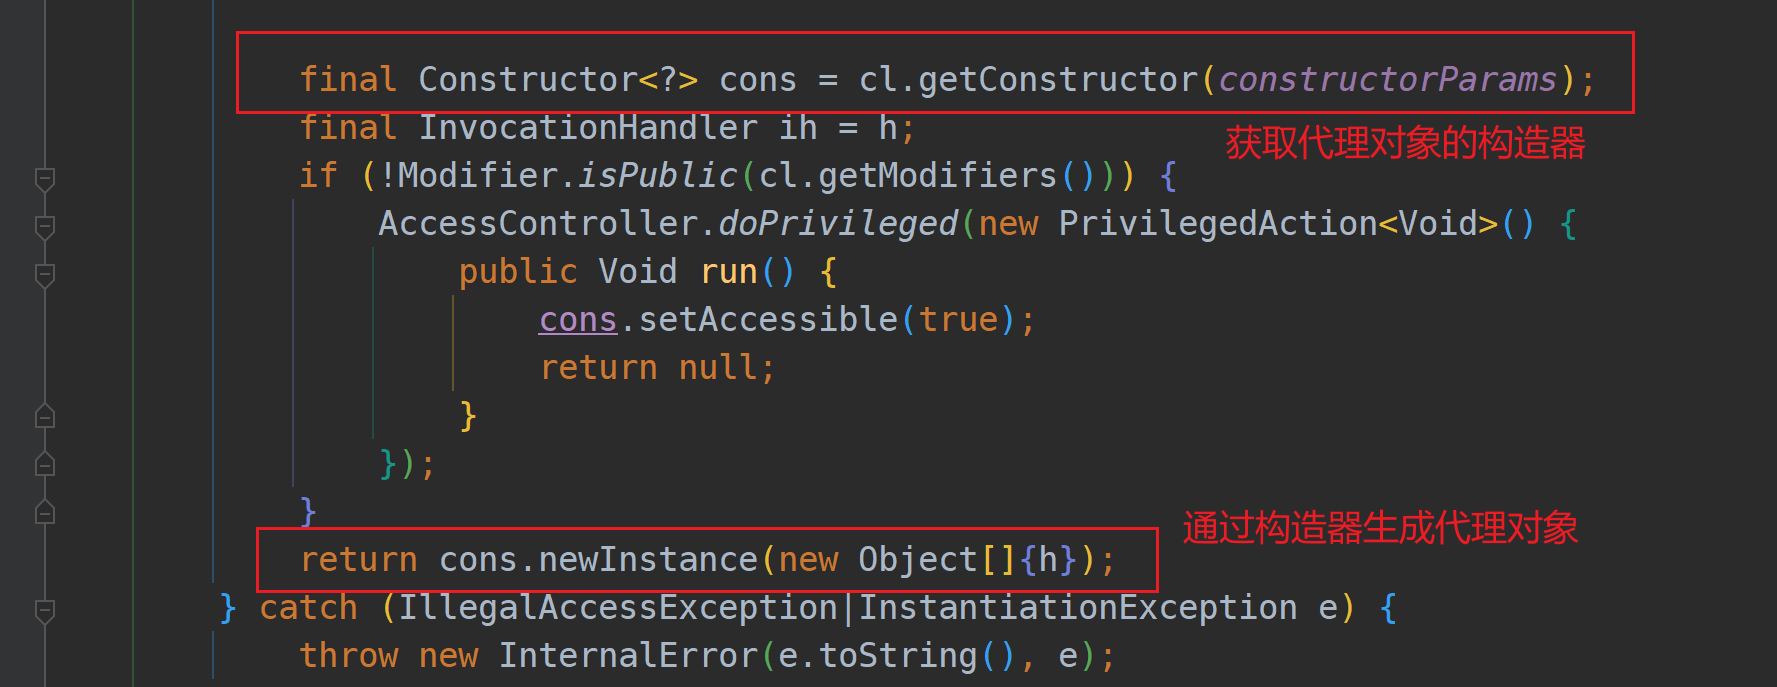 final Constructor<?> cons = cl.getConstructor(constructorParams);
final InvocationHandler ih = h;
获取代理对象的构造器
if (!Modifier.isPublic(cl.getModifiers())) {
AccessController.doPrivileged(new PrivilegedAction<Void>() {
public Void run() {
cons.setAccessible(true);
return null;
}
});
}
通过构造器生成代理对象
return cons.newInstance(new Object[]{h});
} catch (IllegalAccessException|InstantiationException e) {
throw new InternalError(e.toString(), e);